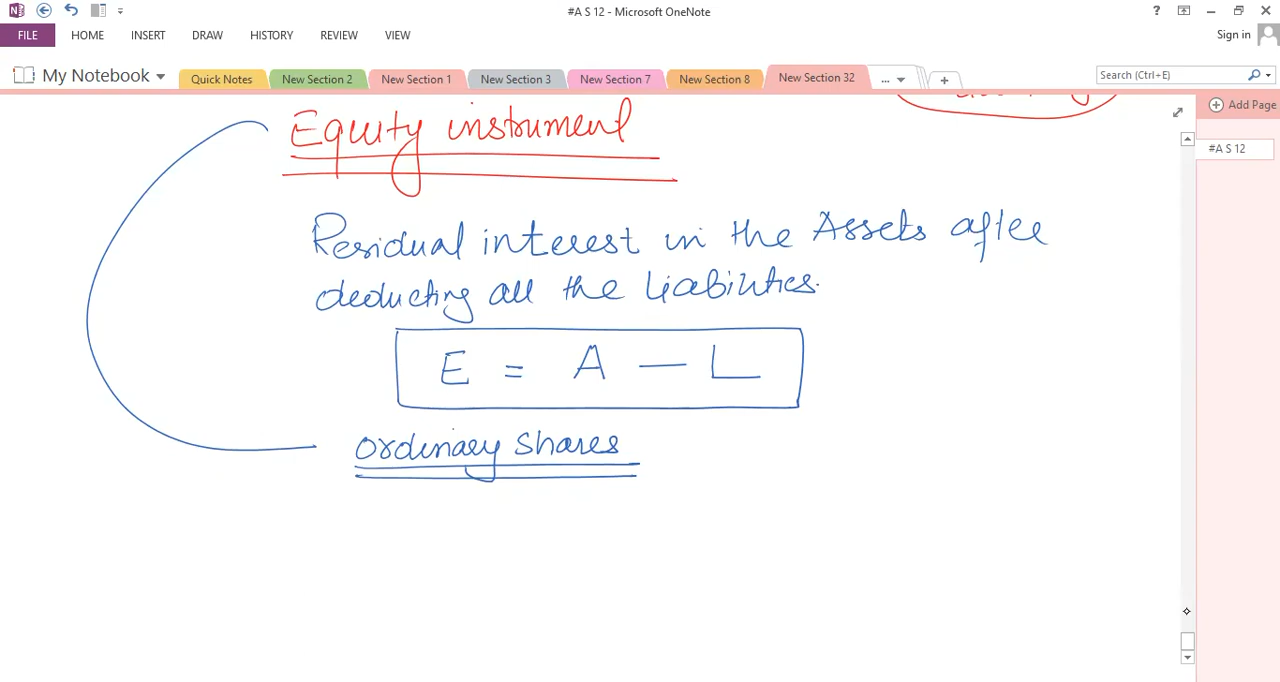 #A S 12 - Microsoft OneNote
FILE HOME INSERT DRAW HISTORY REVIEW VIEW Sign in
My Notebook Quick Notes New Section 2 New Section 1 New Section 3 New Section 7 New Section 8 New Section 32 ... Search (Ctrl+E)
Add Page
#A S 12
Equity instrument
Residual interest in the Assets after
deducting all the liabilities.
E = A — L
ordinary shares